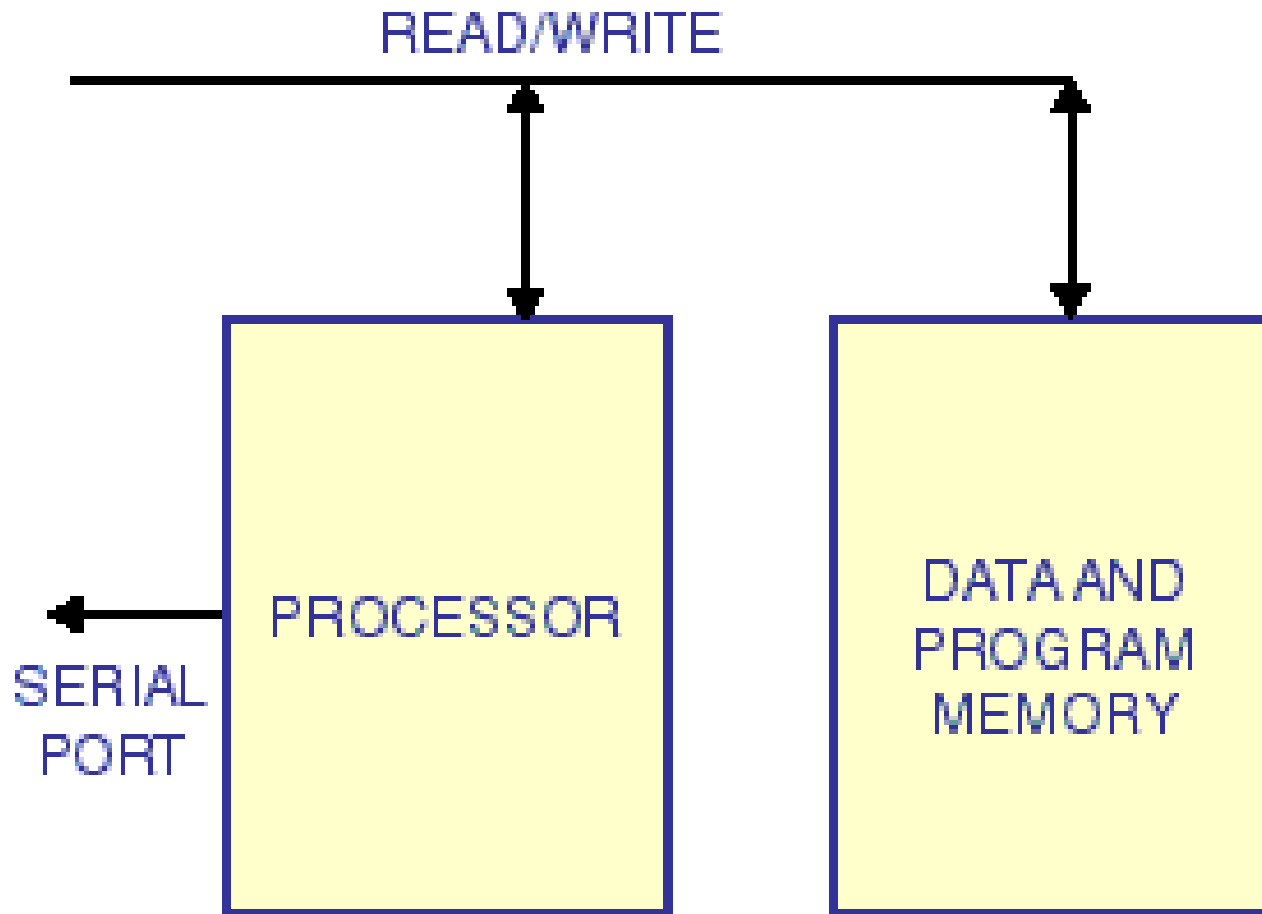 READ/WRITE
PROCESSOR
SERIAL
PORT
DATA AND
PROGRAM
MEMORY